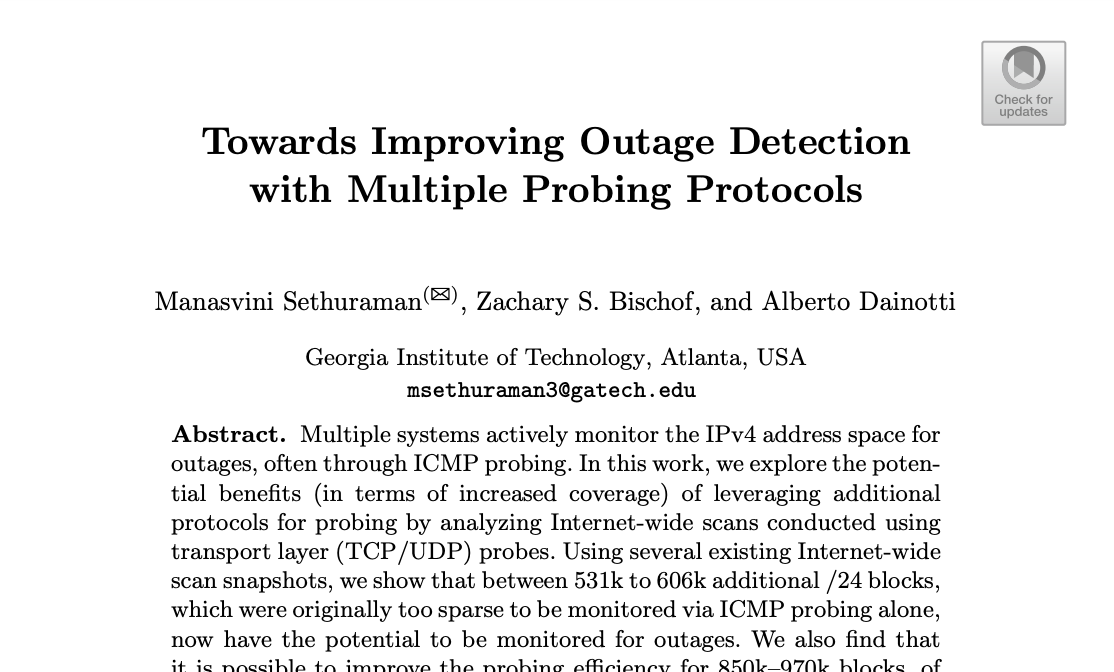 Check for
updates
Towards Improving Outage Detection
with Multiple Probing Protocols
Manasvini Sethuraman(✉), Zachary S. Bischof, and Alberto Dainotti
Georgia Institute of Technology, Atlanta, USA
msethuraman3@gatech.edu
Abstract. Multiple systems actively monitor the IPv4 address space for
outages, often through ICMP probing. In this work, we explore the poten-
tial benefits (in terms of increased coverage) of leveraging additional
protocols for probing by analyzing Internet-wide scans conducted using
transport layer (TCP/UDP) probes. Using several existing Internet-wide
scan snapshots, we show that between 531k to 606k additional /24 blocks,
which were originally too sparse to be monitored via ICMP probing alone,
now have the potential to be monitored for outages. We also find that
it is possible to improve the probing efficiency for 850k–970k blocks, of